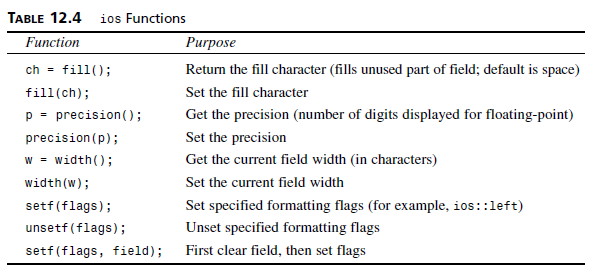 TABLE 12.4 ios Functions
Function Purpose
ch = fill(); Return the fill character (fills unused part of field; default is space)
fill(ch); Set the fill character
p = precision(); Get the precision (number of digits displayed for floating-point)
precision(p); Set the precision
w = width(); Get the current field width (in characters)
width(w); Set the current field width
setf(flags); Set specified formatting flags (for example, ios::left)
unsetf(flags); Unset specified formatting flags
setf(flags, field); First clear field, then set flags